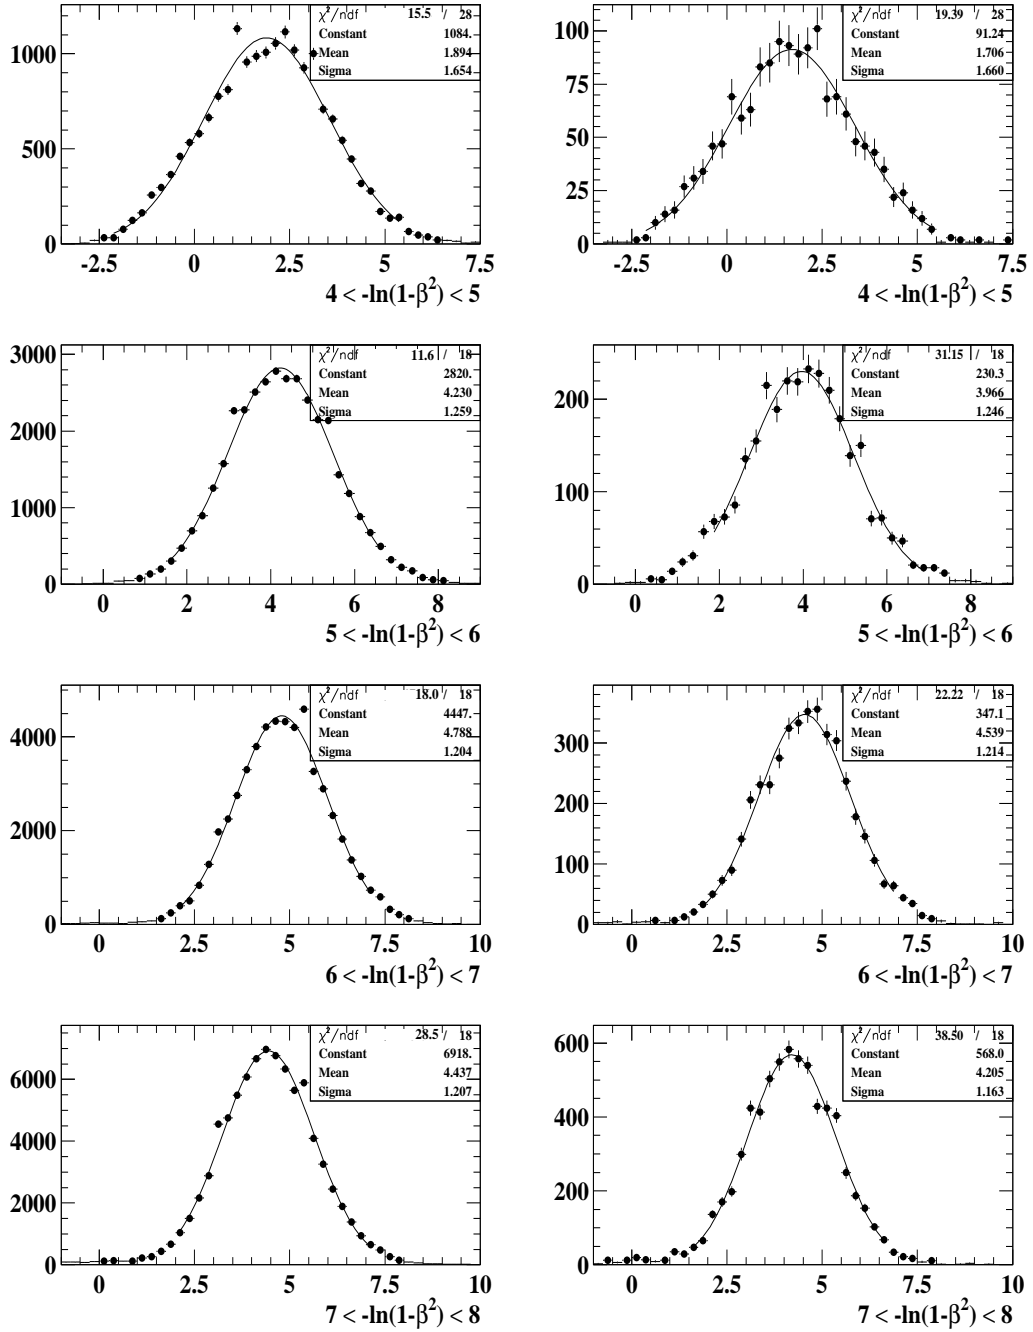 χ²/ndf 15.5 / 28
Constant 1084.
Mean 1.894
Sigma 1.654
1000
500
0
-2.5 0 2.5 5 7.5
4 < -ln(1-β²) < 5
χ²/ndf 19.39 / 28
Constant 91.24
Mean 1.706
Sigma 1.660
100
75
50
25
0
-2.5 0 2.5 5 7.5
4 < -ln(1-β²) < 5
χ²/ndf 11.6 / 18
Constant 2820.
Mean 4.230
Sigma 1.259
3000
2000
1000
0
0 2 4 6 8
5 < -ln(1-β²) < 6
χ²/ndf 31.15 / 18
Constant 230.3
Mean 3.966
Sigma 1.246
200
100
0
0 2 4 6 8
5 < -ln(1-β²) < 6
χ²/ndf 18.0 / 18
Constant 4447.
Mean 4.788
Sigma 1.204
4000
2000
0
0 2.5 5 7.5 10
6 < -ln(1-β²) < 7
χ²/ndf 22.22 / 18
Constant 347.1
Mean 4.539
Sigma 1.214
300
200
100
0
0 2.5 5 7.5 10
6 < -ln(1-β²) < 7
χ²/ndf 28.5 / 18
Constant 6918.
Mean 4.437
Sigma 1.207
6000
4000
2000
0
0 2.5 5 7.5 10
7 < -ln(1-β²) < 8
χ²/ndf 38.50 / 18
Constant 568.0
Mean 4.205
Sigma 1.163
600
400
200
0
0 2.5 5 7.5 10
7 < -ln(1-β²) < 8